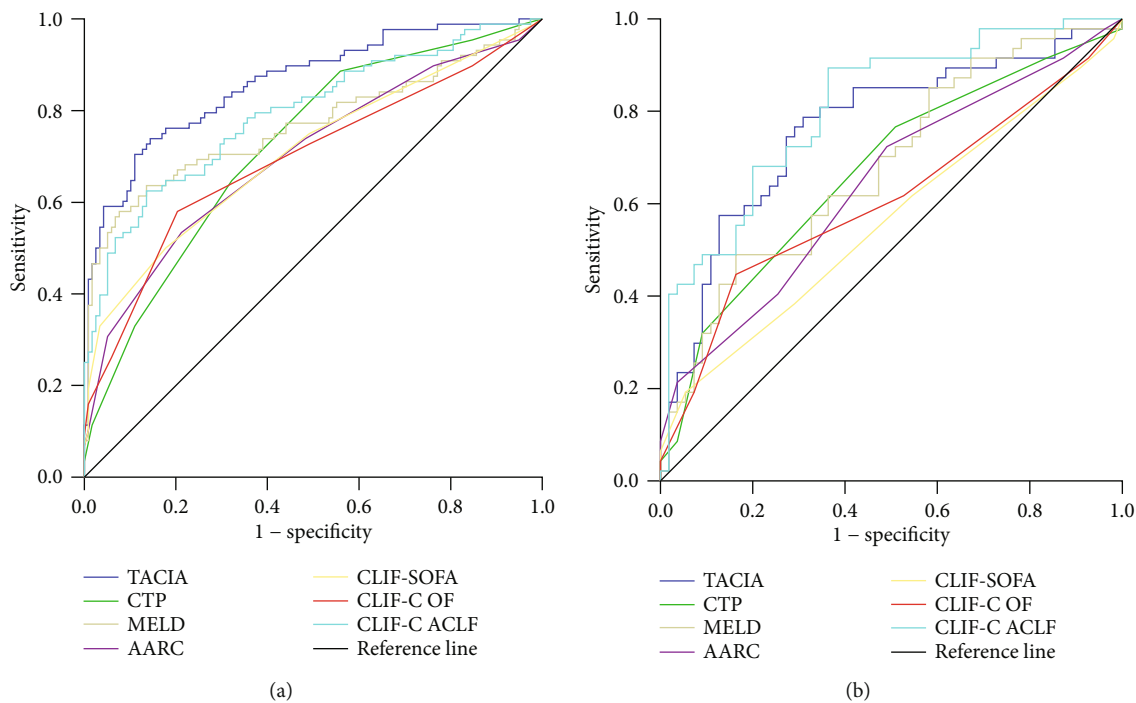 1.0
0.8
0.6
0.4
0.2
0.0
Sensitivity
0.0 0.2 0.4 0.6 0.8 1.0
1 – specificity
TACIA
CTP
MELD
AARC
CLIF-SOFA
CLIF-C OF
CLIF-C ACLF
Reference line
(a)
1.0
0.8
0.6
0.4
0.2
0.0
Sensitivity
0.0 0.2 0.4 0.6 0.8 1.0
1 – specificity
TACIA
CTP
MELD
AARC
CLIF-SOFA
CLIF-C OF
CLIF-C ACLF
Reference line
(b)